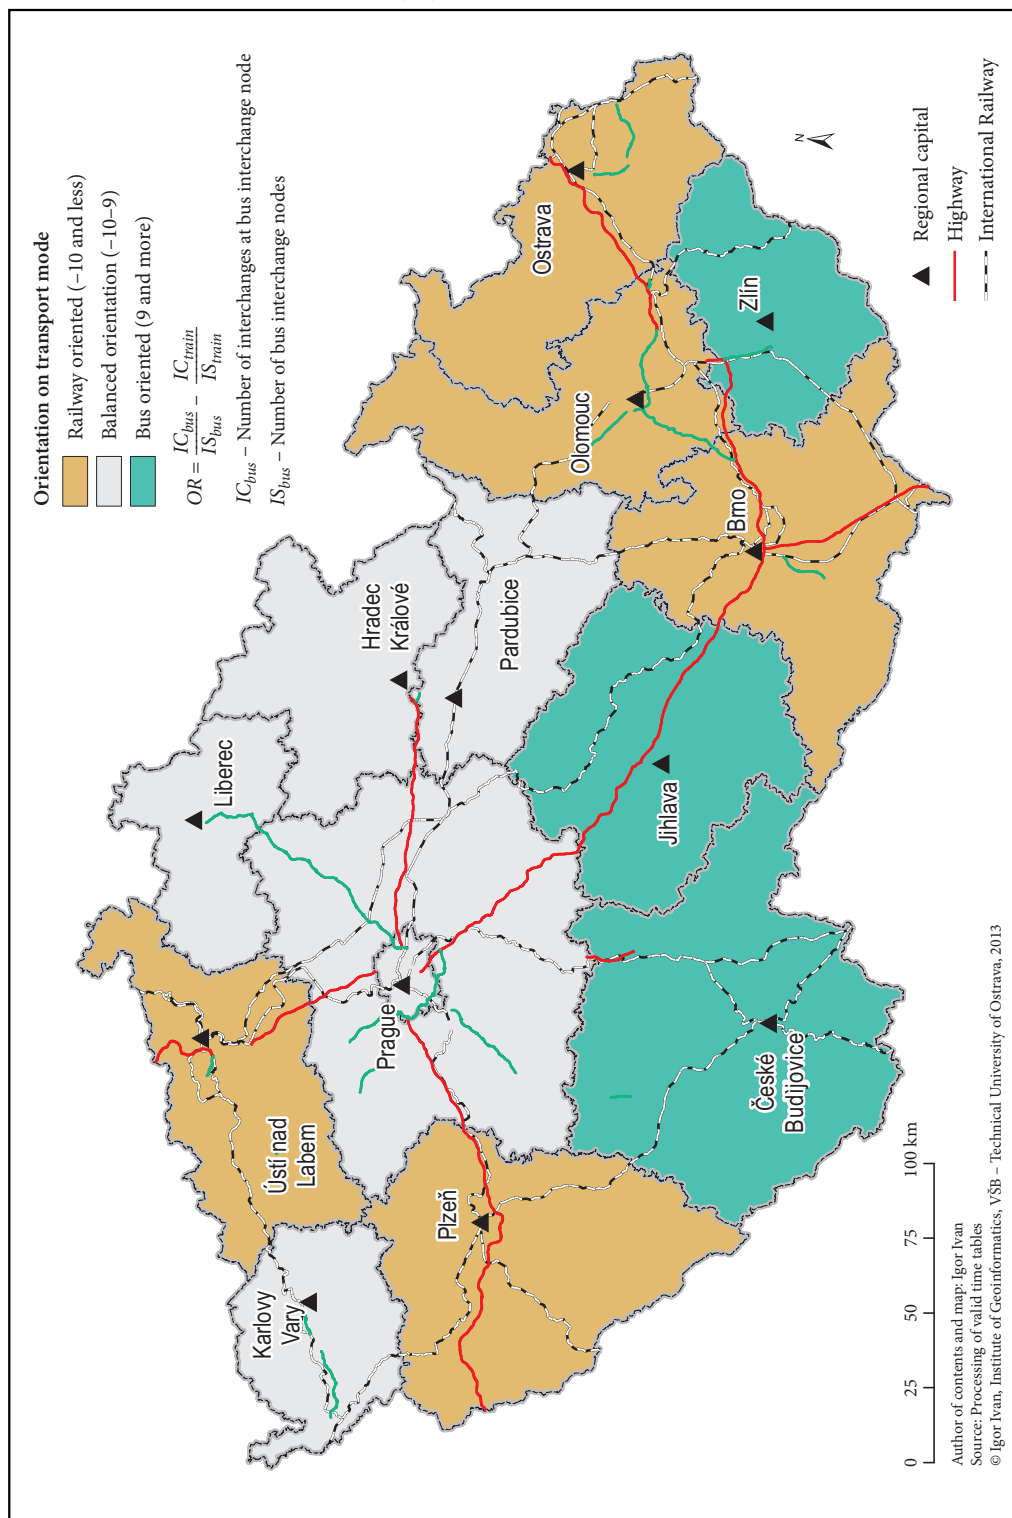 Orientation on transport mode
Railway oriented (−10 and less)
Balanced orientation (−10–9)
Bus oriented (9 and more)
OR = IC_bus / IS_bus − IC_train / IS_train
IC_bus − Number of interchanges at bus interchange node
IS_bus − Number of bus interchange nodes
Liberec
Ústí nad
Labem
Karlovy
Vary
Hradec
Králové
Prague
Pardubice
Plzeň
Ostrava
Olomouc
Jihlava
Brno
Zlín
České
Budijovice
N
Regional capital
Highway
International Railway
0 25 50 75 100 km
Author of contents and map: Igor Ivan
Source: Processing of valid time tables
© Igor Ivan, Institute of Geoinformatics, VŠB – Technical University of Ostrava, 2013